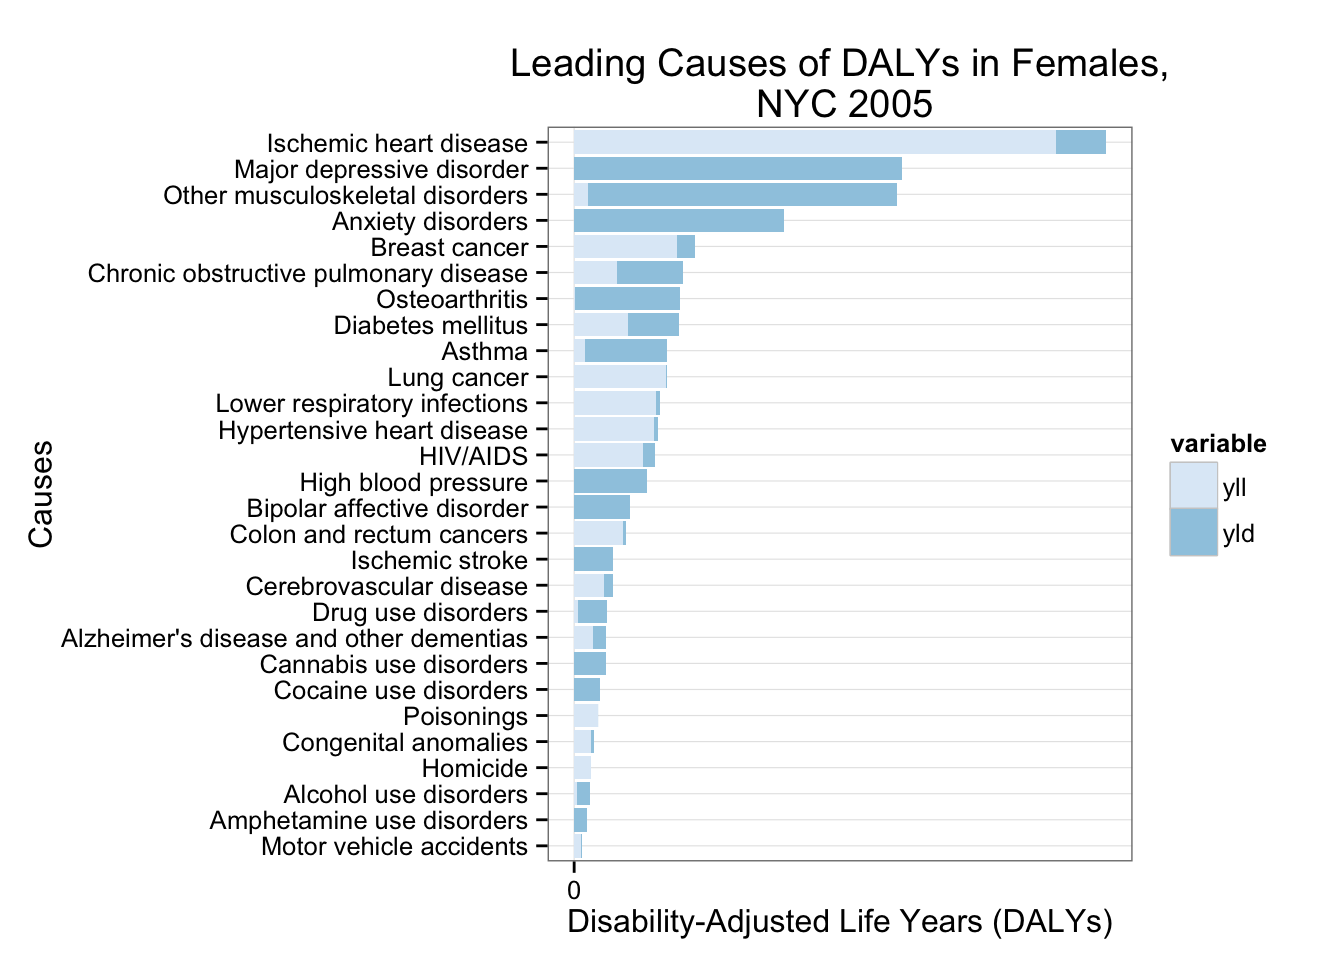 Leading Causes of DALYs in Females,
NYC 2005
Causes
Ischemic heart disease
Major depressive disorder
Other musculoskeletal disorders
Anxiety disorders
Breast cancer
Chronic obstructive pulmonary disease
Osteoarthritis
Diabetes mellitus
Asthma
Lung cancer
Lower respiratory infections
Hypertensive heart disease
HIV/AIDS
High blood pressure
Bipolar affective disorder
Colon and rectum cancers
Ischemic stroke
Cerebrovascular disease
Drug use disorders
Alzheimer's disease and other dementias
Cannabis use disorders
Cocaine use disorders
Poisonings
Congenital anomalies
Homicide
Alcohol use disorders
Amphetamine use disorders
Motor vehicle accidents
0
Disability-Adjusted Life Years (DALYs)
variable
yll
yld